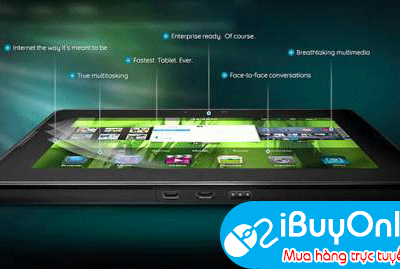 Enterprise ready. Of course.
Internet the way it's meant to be
Breathtaking multimedia
Fastest. Tablet. Ever.
True multitasking
Face-to-face conversations
iBuyOnl
Mua hàng trực tuyế